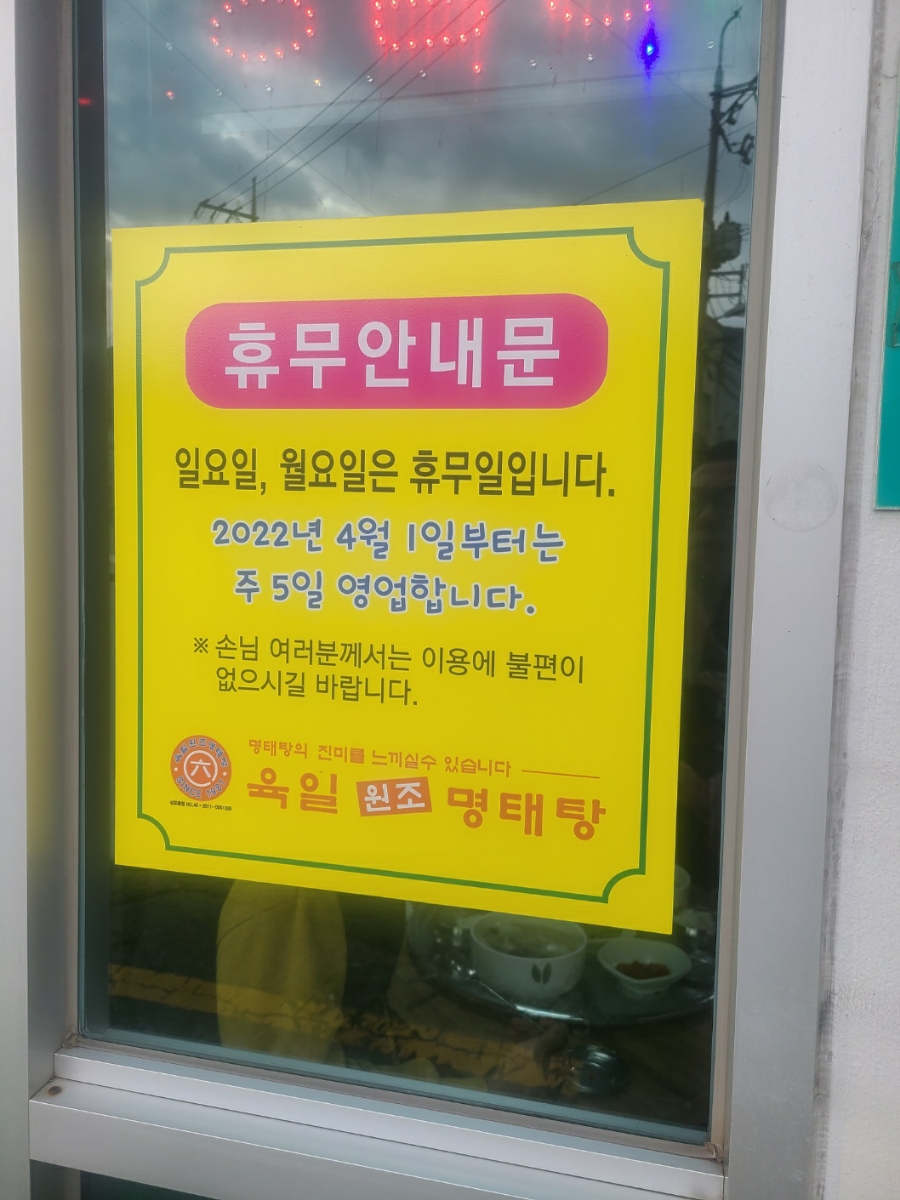 휴무안내문
일요일, 월요일은 휴무일입니다.
2022년 4월 1일부터는
주 5일 영업합니다.
※ 손님 여러분께서는 이용에 불편이
없으시길 바랍니다.
명태탕의 진미를 느끼실수 있습니다
六
육일 원조 명태탕